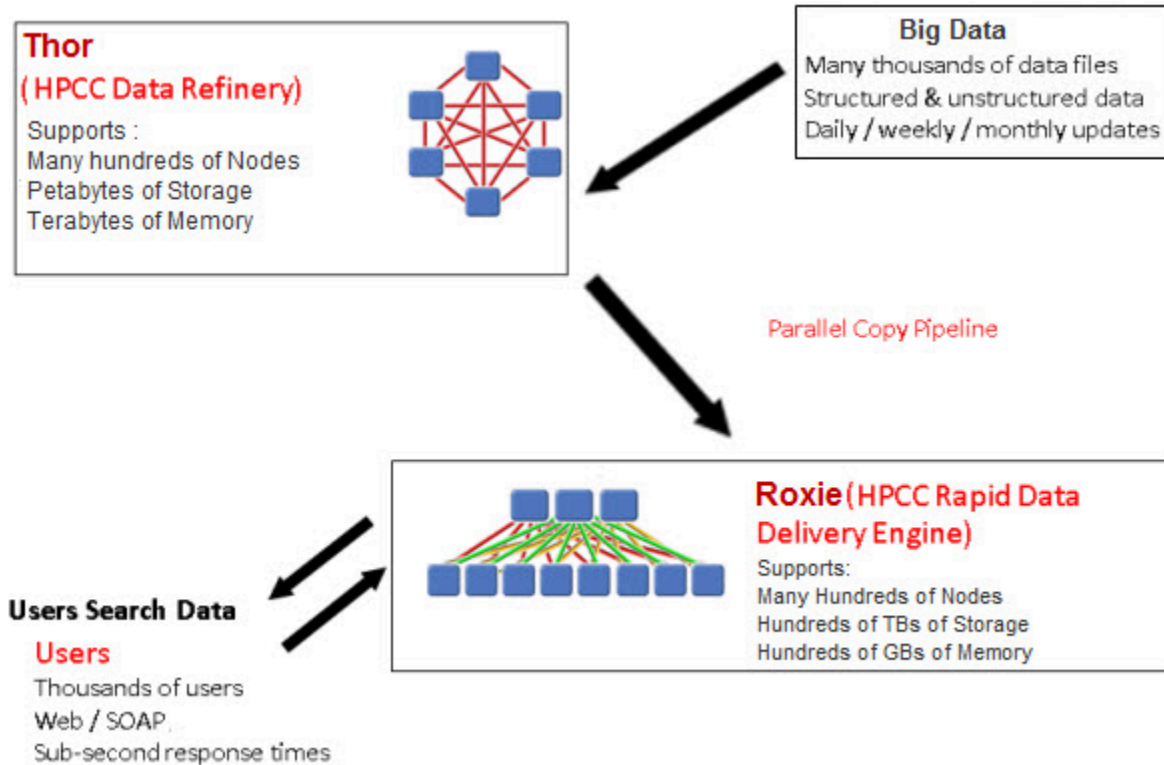 Thor
(HPCC Data Refinery)
Supports :
Many hundreds of Nodes
Petabytes of Storage
Terabytes of Memory
Big Data
Many thousands of data files
Structured & unstructured data
Daily / weekly / monthly updates
Parallel Copy Pipeline
Roxie (HPCC Rapid Data
Delivery Engine)
Supports:
Many Hundreds of Nodes
Hundreds of TBs of Storage
Hundreds of GBs of Memory
Users Search Data
Users
Thousands of users
Web / SOAP
Sub-second response times